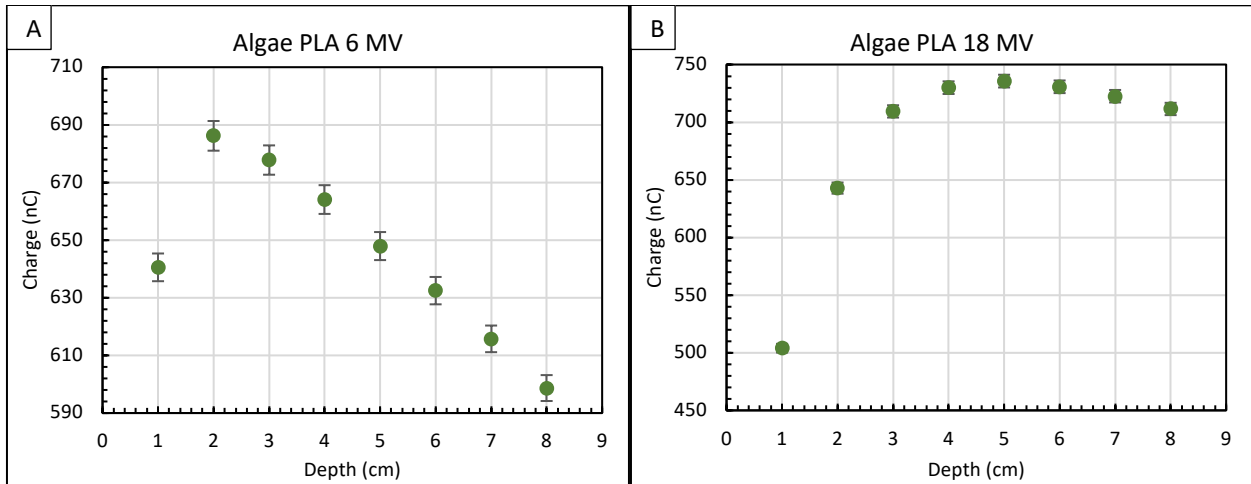 A
Algae PLA 6 MV
710
690
670
650
630
610
590
Charge (nC)
0 1 2 3 4 5 6 7 8 9
Depth (cm)
B
Algae PLA 18 MV
750
700
650
600
550
500
450
Charge (nC)
0 1 2 3 4 5 6 7 8 9
Depth (cm)